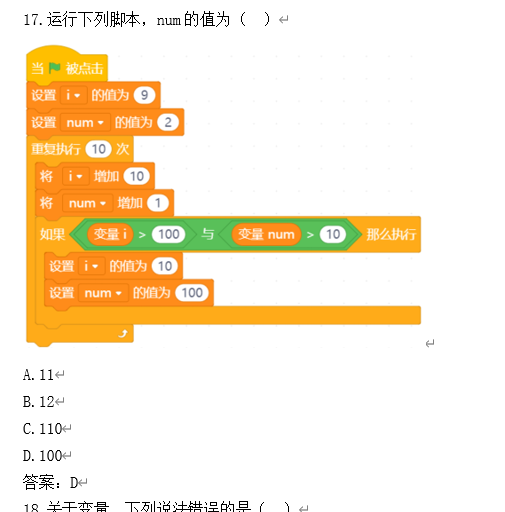 17.运行下列脚本，num的值为（ ）
当 被点击
设置 i 的值为 9
设置 num 的值为 2
重复执行 10 次
将 i 增加 10
将 num 增加 1
如果 变量 i > 100 与 变量 num > 10 那么执行
设置 i 的值为 10
设置 num 的值为 100
A.11
B.12
C.110
D.100
答案：D
18.关于变量，下列说法错误的是（ ）